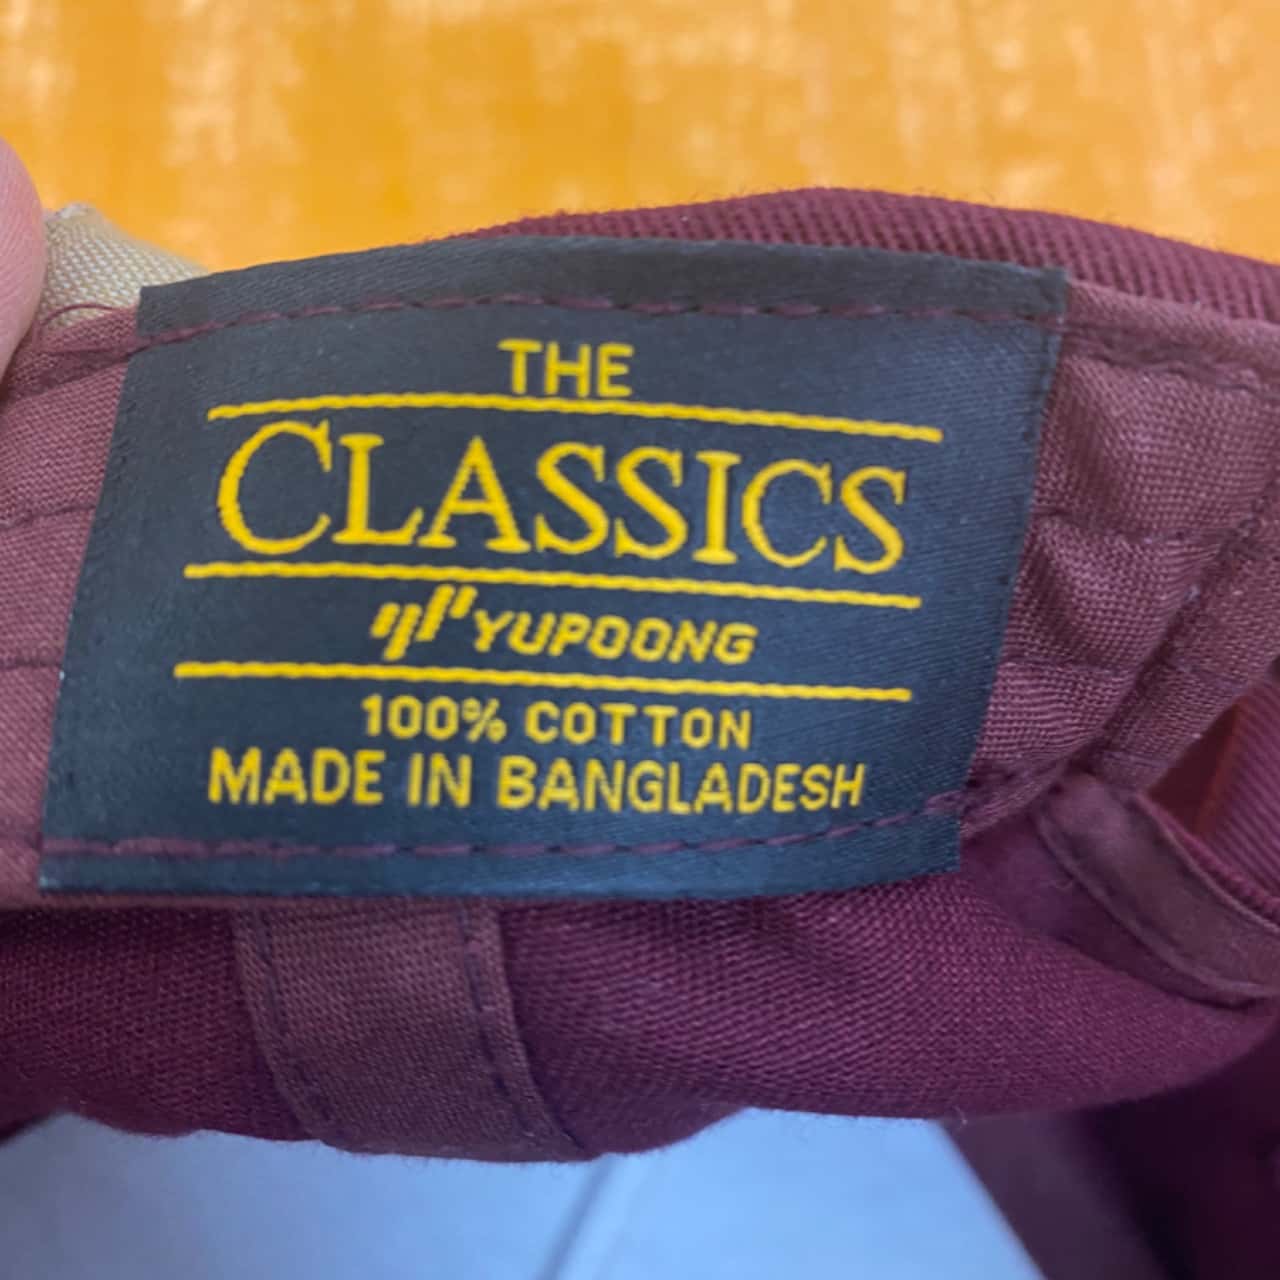 THE
CLASSICS
YUPOONG
100% COTTON
MADE IN BANGLADESH